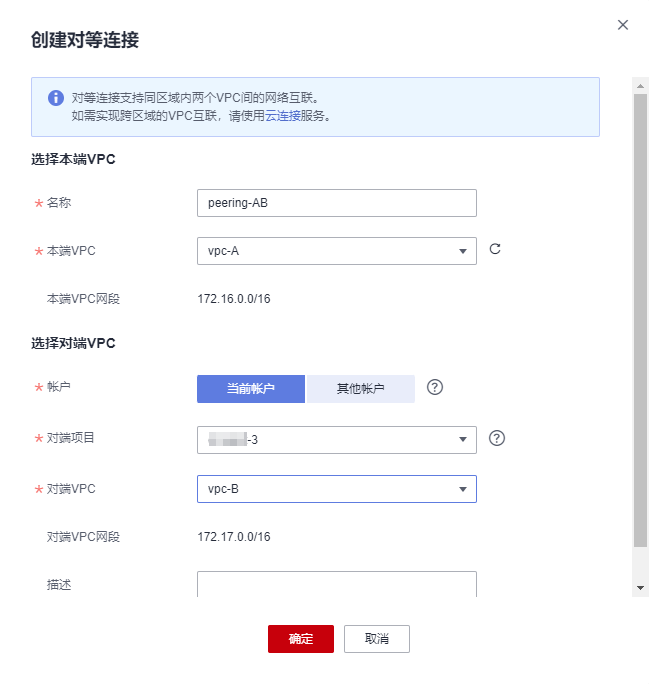 创建对等连接
对等连接支持同区域内两个VPC间的网络互联。
如需实现跨区域的VPC互联，请使用云连接服务。
选择本端VPC
* 名称 peering-AB
* 本端VPC vpc-A
本端VPC网段 172.16.0.0/16
选择对端VPC
* 帐户 当前帐户 其他帐户
* 对端项目 -3
* 对端VPC vpc-B
对端VPC网段 172.17.0.0/16
描述
确定 取消